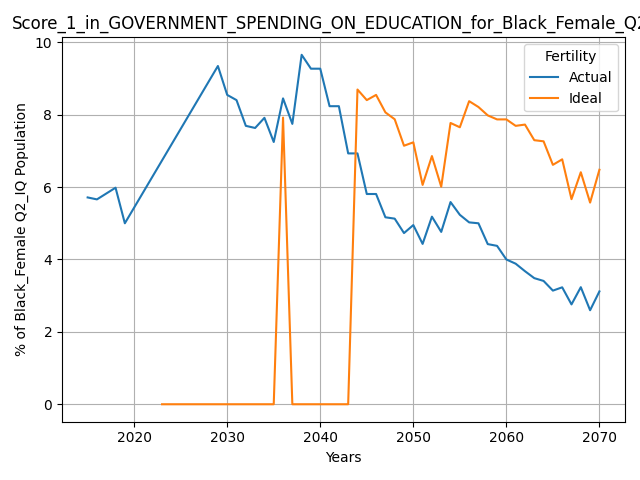 Score_1_in_GOVERNMENT_SPENDING_ON_EDUCATION_for_Black_Female_Q2
Fertility
Actual
Ideal
% of Black_Female Q2_IQ Population
10
8
6
4
2
0
2020 2030 2040 2050 2060 2070
Years